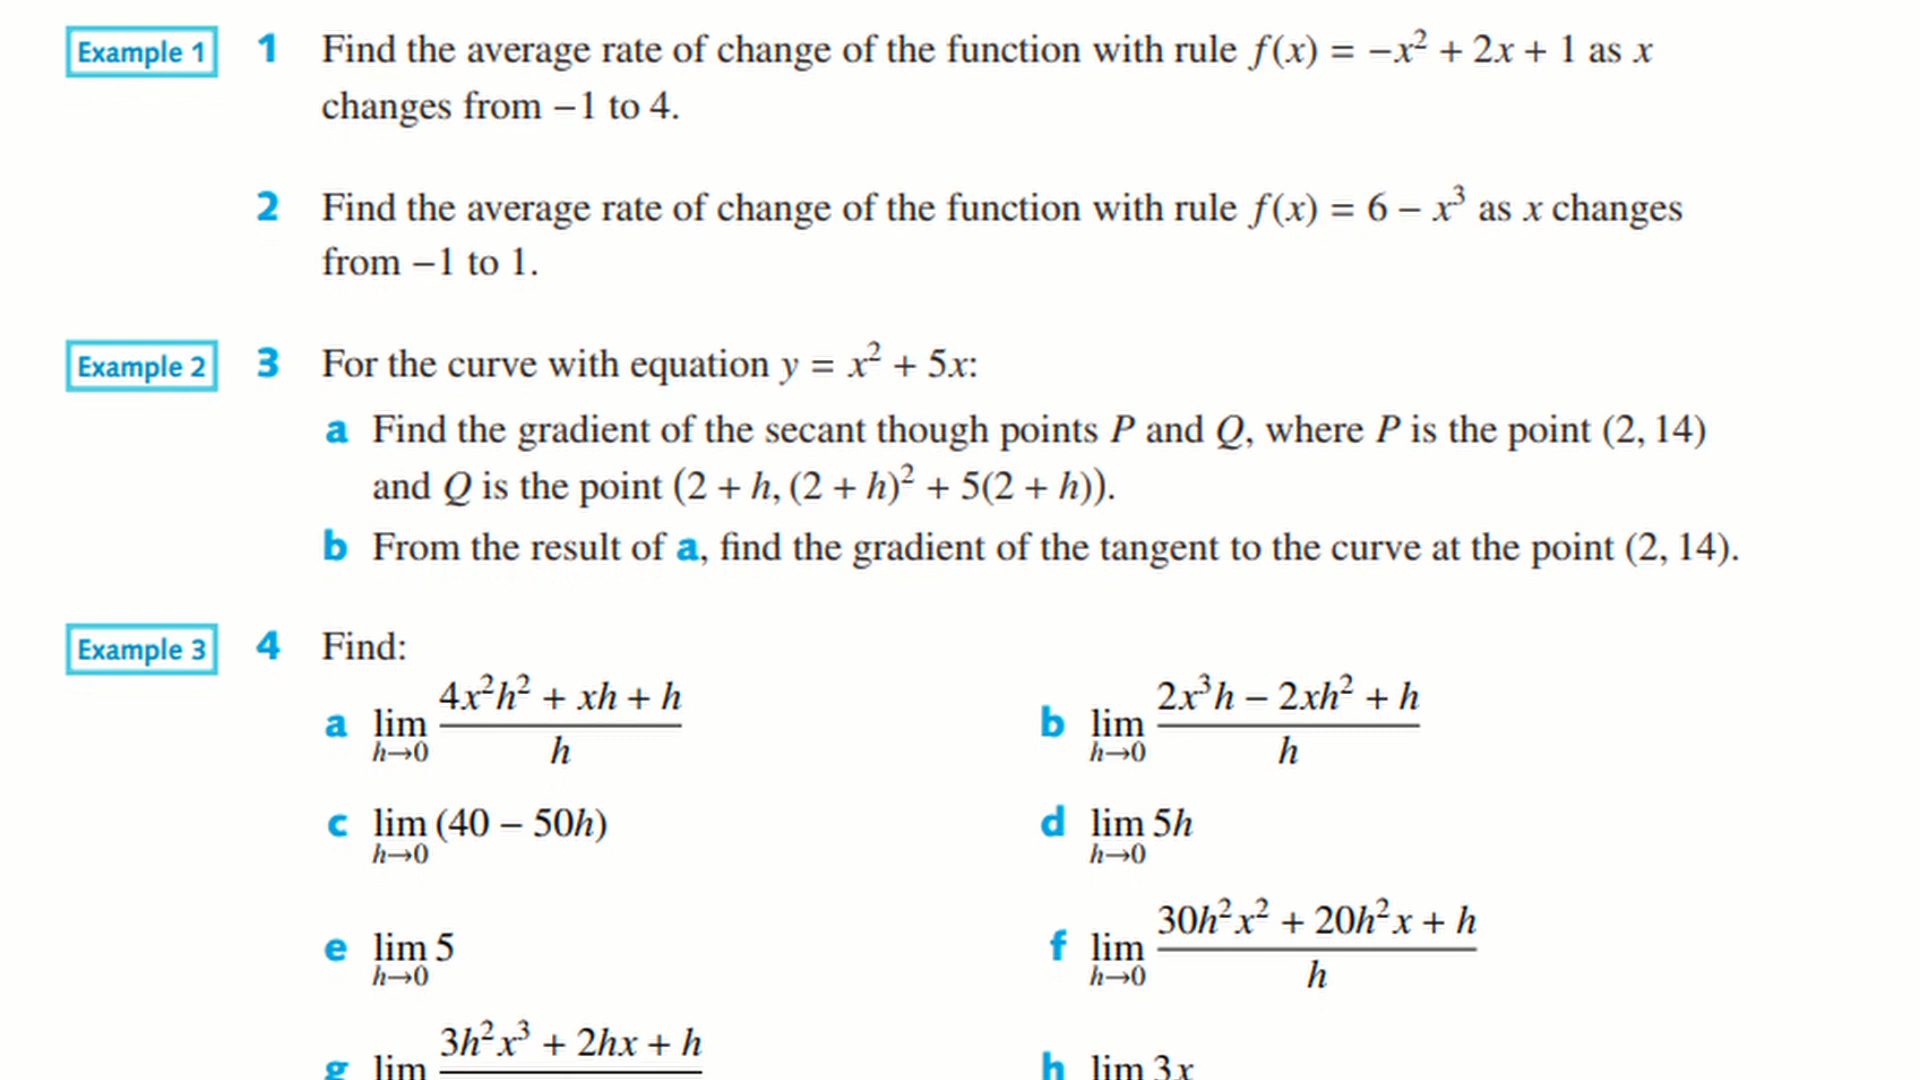 Example 1 1 Find the average rate of change of the function with rule f(x) = −x² + 2x + 1 as x
changes from −1 to 4.
2 Find the average rate of change of the function with rule f(x) = 6 − x³ as x changes
from −1 to 1.
Example 2 3 For the curve with equation y = x² + 5x:
a Find the gradient of the secant though points P and Q, where P is the point (2, 14)
and Q is the point (2 + h, (2 + h)² + 5(2 + h)).
b From the result of a, find the gradient of the tangent to the curve at the point (2, 14).
Example 3 4 Find:
a lim h→0 (4x²h² + xh + h)/h
b lim h→0 (2x³h − 2xh² + h)/h
c lim h→0 (40 − 50h)
d lim h→0 5h
e lim h→0 5
f lim h→0 (30h²x² + 20h²x + h)/h
g lim 3h²x³ + 2hx + h
h lim 3x